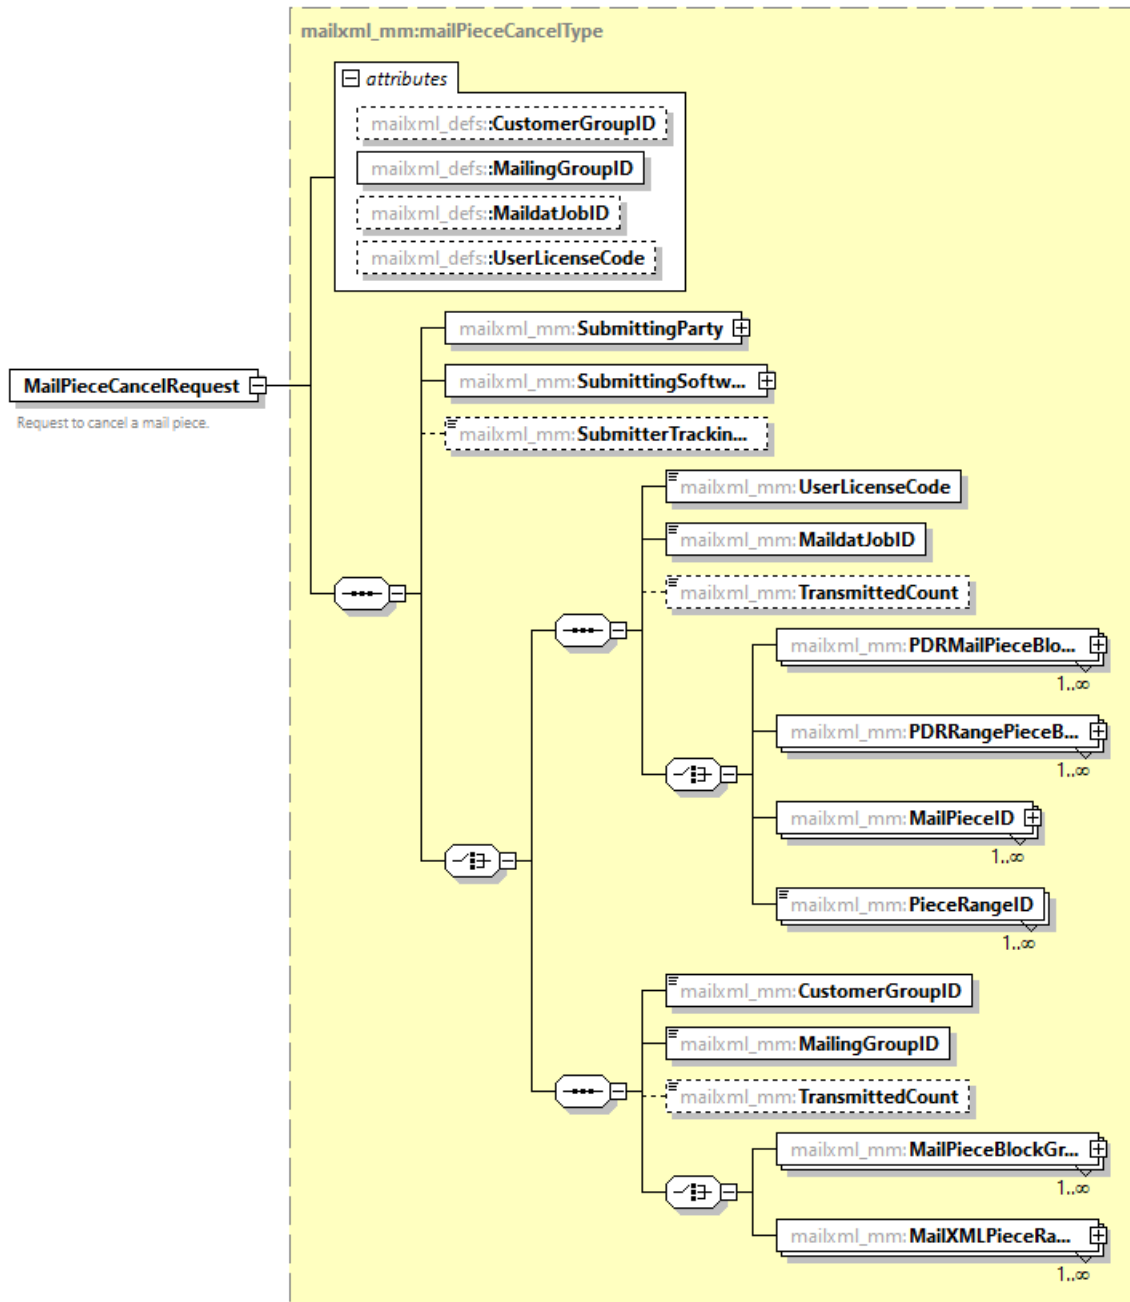 mailxml_mm:mailPieceCancelType
attributes
mailxml_defs::CustomerGroupID
mailxml_defs::MailingGroupID
mailxml_defs::MaildatJobID
mailxml_defs::UserLicenseCode
mailxml_mm:SubmittingParty
mailxml_mm:SubmittingSoftw...
MailPieceCancelRequest
Request to cancel a mail piece.
mailxml_mm:SubmitterTrackin...
mailxml_mm:UserLicenseCode
mailxml_mm:MaildatJobID
mailxml_mm:TransmittedCount
mailxml_mm:PDRMailPieceBlo...
1..∞
mailxml_mm:PDRRangePieceB...
1..∞
mailxml_mm:MailPieceID
1..∞
mailxml_mm:PieceRangeID
1..∞
mailxml_mm:CustomerGroupID
mailxml_mm:MailingGroupID
mailxml_mm:TransmittedCount
mailxml_mm:MailPieceBlockGr...
1..∞
mailxml_mm:MailXMLPieceRa...
1..∞